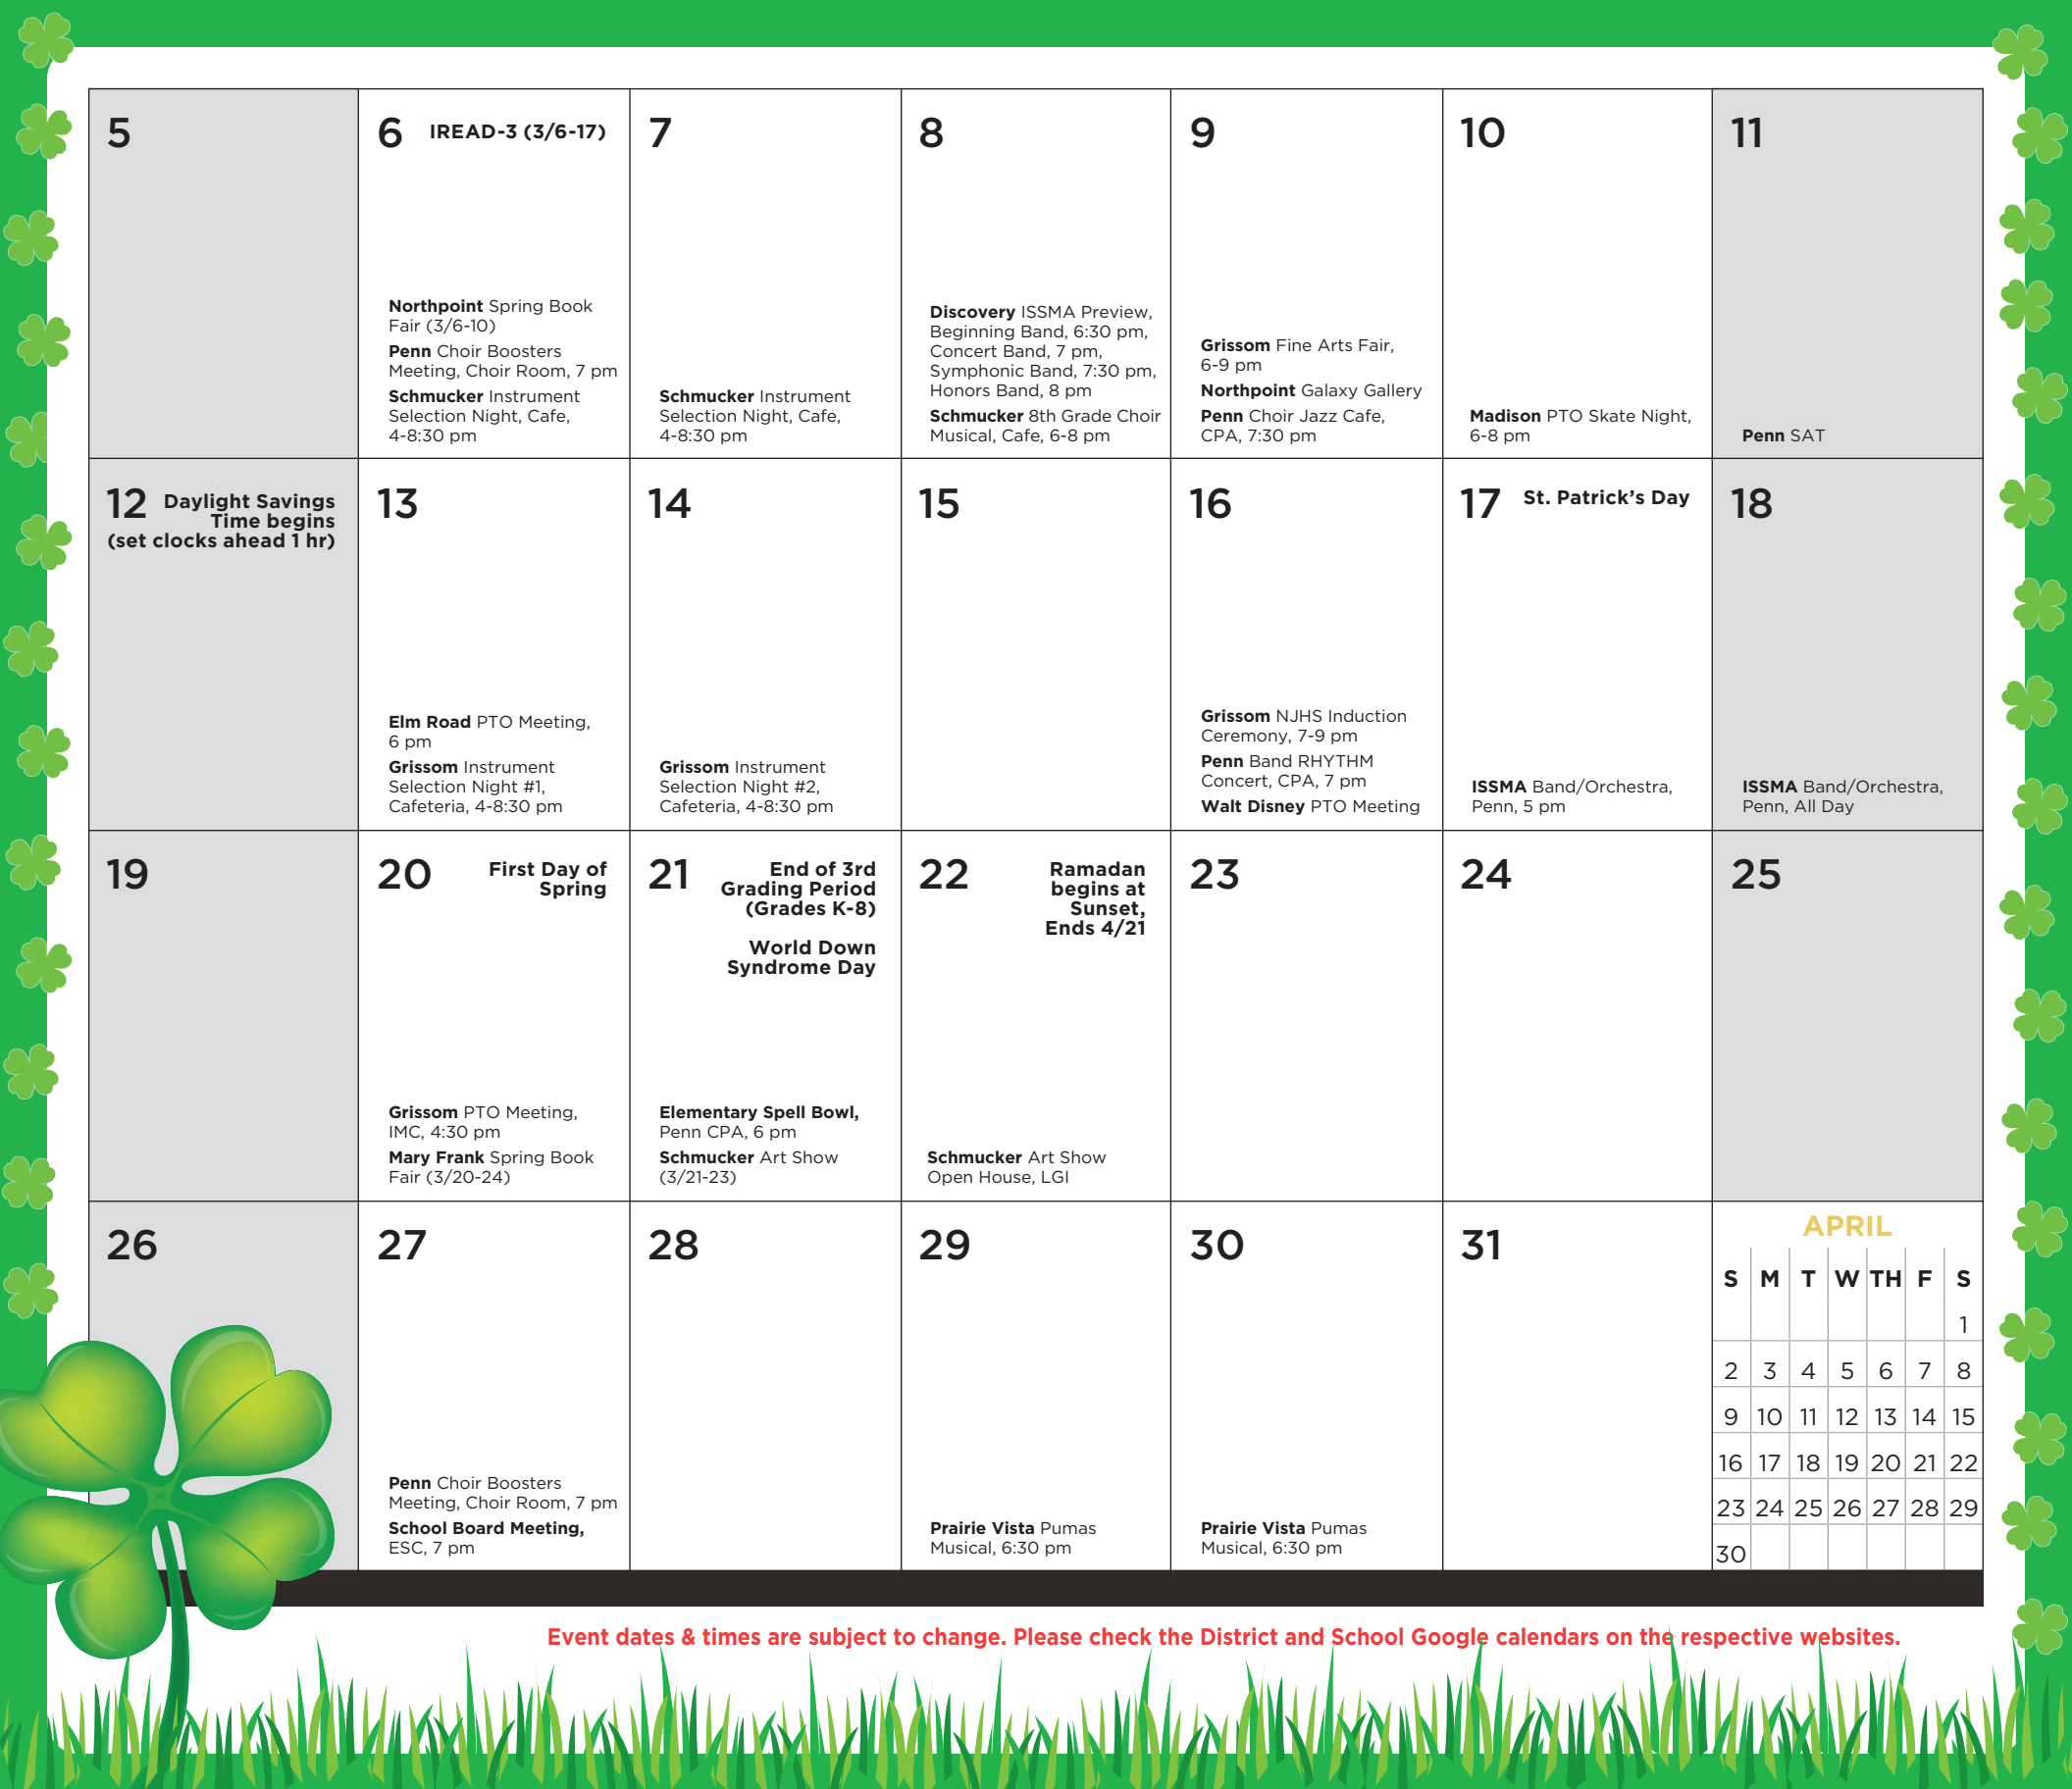 5
6 IREAD-3 (3/6-17)
Northpoint Spring Book
Fair (3/6-10)
Penn Choir Boosters
Meeting, Choir Room, 7 pm
Schmucker Instrument
Selection Night, Cafe,
4-8:30 pm
7
Schmucker Instrument
Selection Night, Cafe,
4-8:30 pm
8
Discovery ISSMA Preview,
Beginning Band, 6:30 pm,
Concert Band, 7 pm,
Symphonic Band, 7:30 pm,
Honors Band, 8 pm
Schmucker 8th Grade Choir
Musical, Cafe, 6-8 pm
9
Grissom Fine Arts Fair,
6-9 pm
Northpoint Galaxy Gallery
Penn Choir Jazz Cafe,
CPA, 7:30 pm
10
Madison PTO Skate Night,
6-8 pm
11
Penn SAT
12 Daylight Savings
Time begins
(set clocks ahead 1 hr)
13
Elm Road PTO Meeting,
6 pm
Grissom Instrument
Selection Night #1,
Cafeteria, 4-8:30 pm
14
Grissom Instrument
Selection Night #2,
Cafeteria, 4-8:30 pm
15
16
Grissom NJHS Induction
Ceremony, 7-9 pm
Penn Band RHYTHM
Concert, CPA, 7 pm
Walt Disney PTO Meeting
17 St. Patrick's Day
ISSMA Band/Orchestra,
Penn, 5 pm
18
ISSMA Band/Orchestra,
Penn, All Day
19
20 First Day of
Spring
Grissom PTO Meeting,
IMC, 4:30 pm
Mary Frank Spring Book
Fair (3/20-24)
21 End of 3rd
Grading Period
(Grades K-8)
World Down
Syndrome Day
Elementary Spell Bowl,
Penn CPA, 6 pm
Schmucker Art Show
(3/21-23)
22 Ramadan
begins at
Sunset,
Ends 4/21
Schmucker Art Show
Open House, LGI
23
24
25
26
27
Penn Choir Boosters
Meeting, Choir Room, 7 pm
School Board Meeting,
ESC, 7 pm
28
29
Prairie Vista Pumas
Musical, 6:30 pm
30
Prairie Vista Pumas
Musical, 6:30 pm
31
APRIL
S M T W TH F S
1
2 3 4 5 6 7 8
9 10 11 12 13 14 15
16 17 18 19 20 21 22
23 24 25 26 27 28 29
30
Event dates & times are subject to change. Please check the District and School Google calendars on the respective websites.